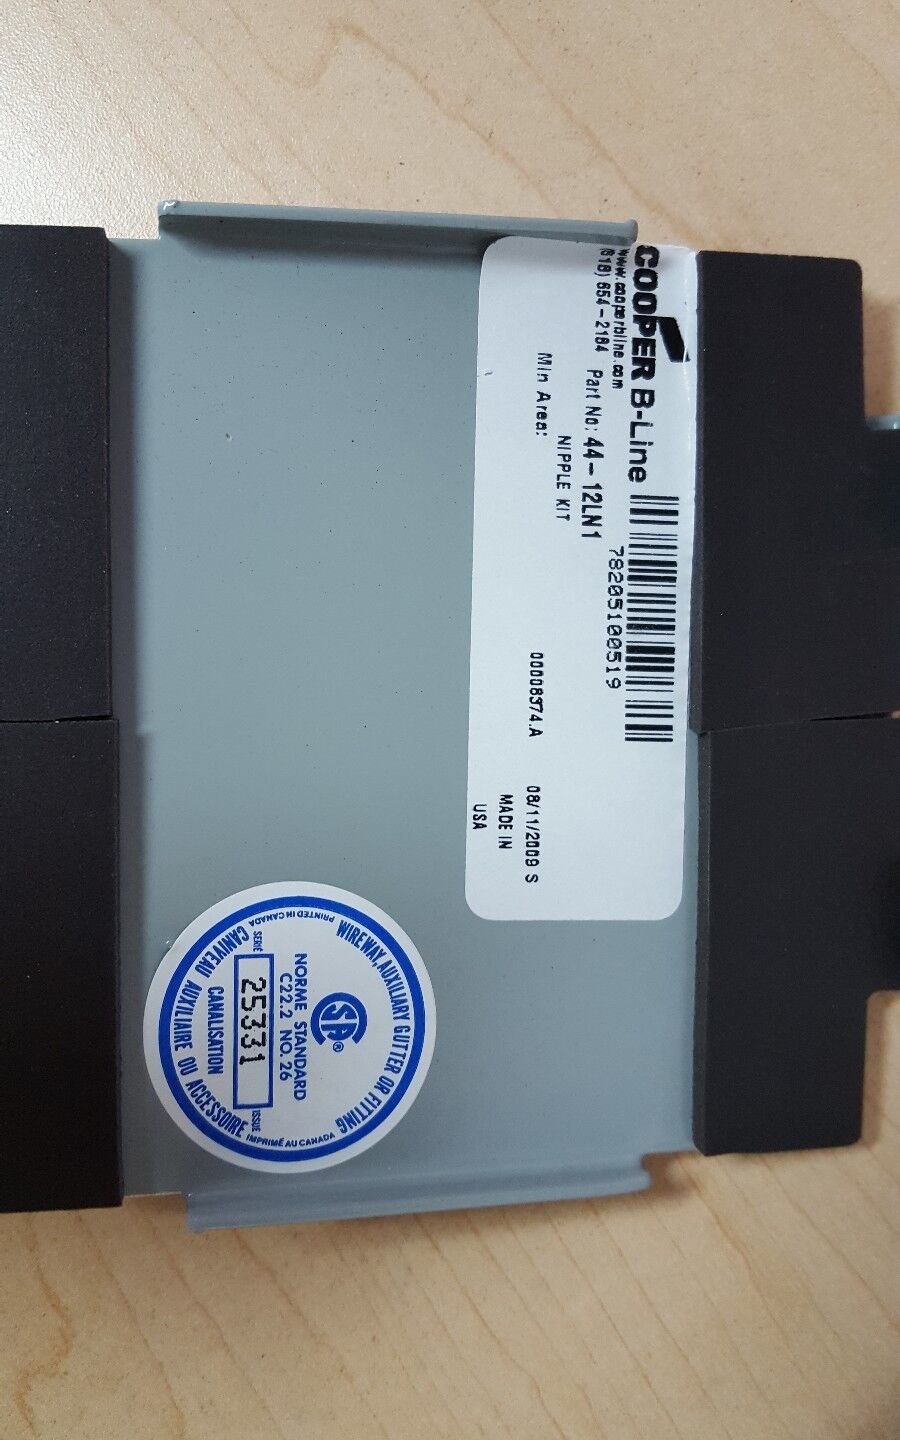 COOPER B-Line
www.cooperbline.com
(618) 654-2184 Part No: 44-12LN1
78205100519
NIPPLE KIT
Min Area:
00008374.A 08/11/2009 S
MADE IN
USA
WIREWAY, AUXILIARY GUTTER OR FITTING
SA®
NORME STANDARD
C22.2 NO. 26
SERIE 25331 ISSUE
CANALISATION
CANIVEAU AUXILIAIRE OU ACCESSOIRE
PRINTED IN CANADA
IMPRIMÉ AU CANADA